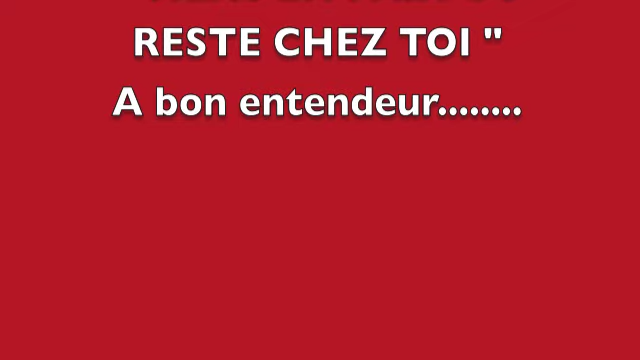 RESTE CHEZ TOI "
A bon entendeur........